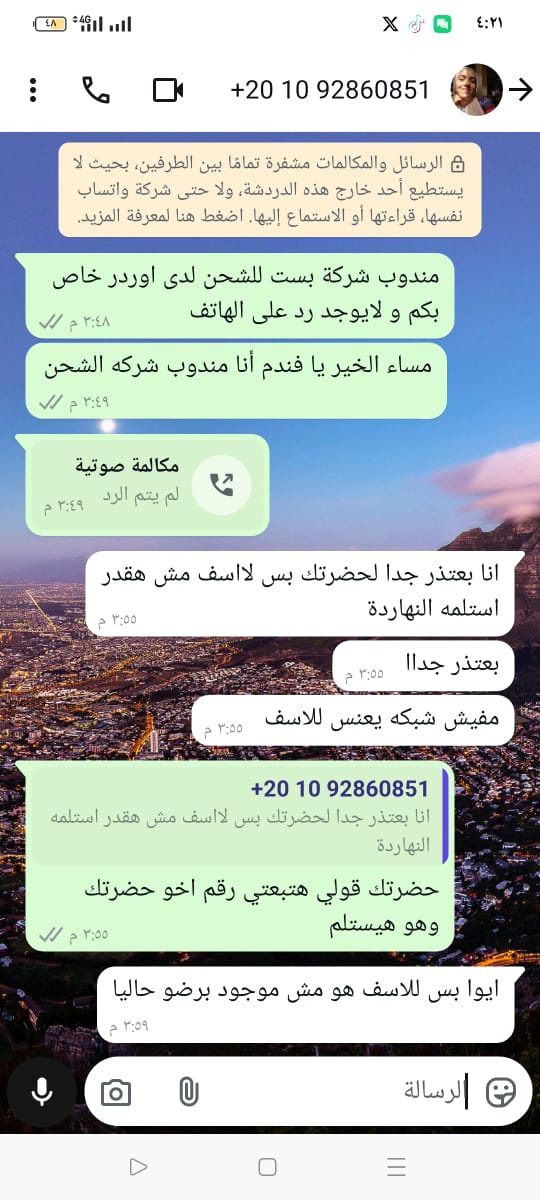 ٤٨
4G
٤:٢١
+20 10 92860851
الرسائل والمكالمات مشفرة تمامًا بين الطرفين، بحيث لا
يستطيع أحد خارج هذه الدردشة، ولا حتى شركة واتساب
نفسها، قراءتها أو الاستماع إليها. اضغط هنا لمعرفة المزيد.
مندوب شركة بست للشحن لدى اوردر خاص
بكم و لايوجد رد على الهاتف
٣:٤٨ م
مساء الخير يا فندم أنا مندوب شركه الشحن
٣:٤٩ م
مكالمة صوتية
لم يتم الرد
٣:٤٩ م
انا بعتذر جدا لحضرتك بس لااسف مش هقدر
استلمه النهاردة
٣:٥٥ م
بعتذر جداا
٣:٥٥ م
مفيش شبكه يعنس للاسف
٣:٥٥ م
+20 10 92860851
انا بعتذر جدا لحضرتك بس لااسف مش هقدر استلمه
النهاردة
حضرتك قولي هتبعتي رقم اخو حضرتك
وهو هيستلم
٣:٥٥ م
ايوا بس للاسف هو مش موجود برضو حاليا
٣:٥٩ م
الرسالة